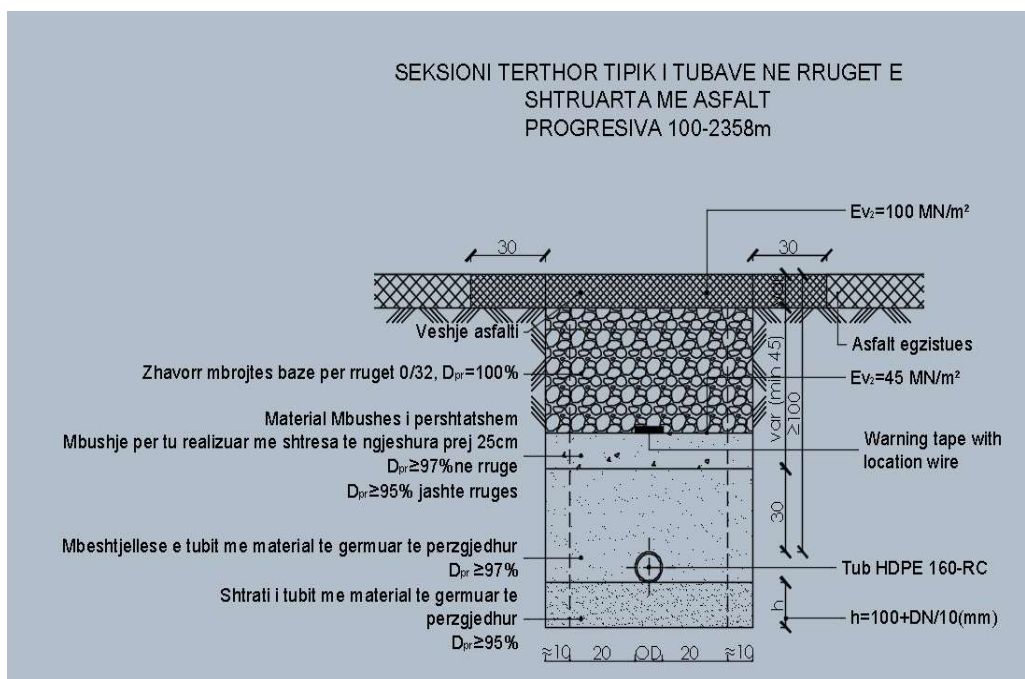 SEKSIONI TERTHOR TIPIK I TUBAVE NE RRUGET E
SHTRUARTA ME ASFALT
PROGRESIVA 100-2358m
Ev₂=100 MN/m²
30
30
Veshje asfalti
Asfalt egzistues
Zhavorr mbrojtes baze per rruget 0/32, Dpr=100%
Ev₂=45 MN/m²
var (min 45)
≥100
Material Mbushes i pershtatshem
Mbushje per tu realizuar me shtresa te ngjeshura prej 25cm
Dpr≥97%ne rruge
Dpr≥95% jashte rruges
Warning tape with
location wire
30
Mbeshtjellese e tubit me material te germuar te perzgjedhur
Dpr≥97%
Tub HDPE 160-RC
Shtrati i tubit me material te germuar te
perzgjedhur
Dpr≥95%
h
h=100+DN/10(mm)
≈10 20 OD 20 ≈10